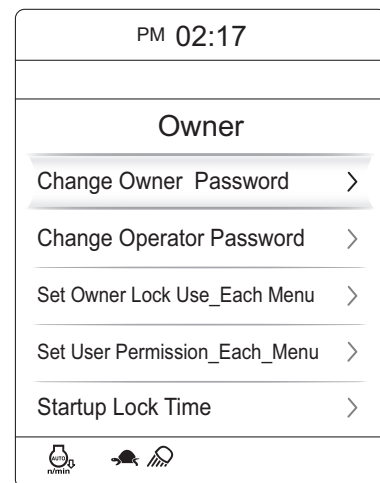 PM 02:17
Owner
Change Owner Password
Change Operator Password
Set Owner Lock Use_Each Menu
Set User Permission_Each_Menu
Startup Lock Time
AUTO
n/min